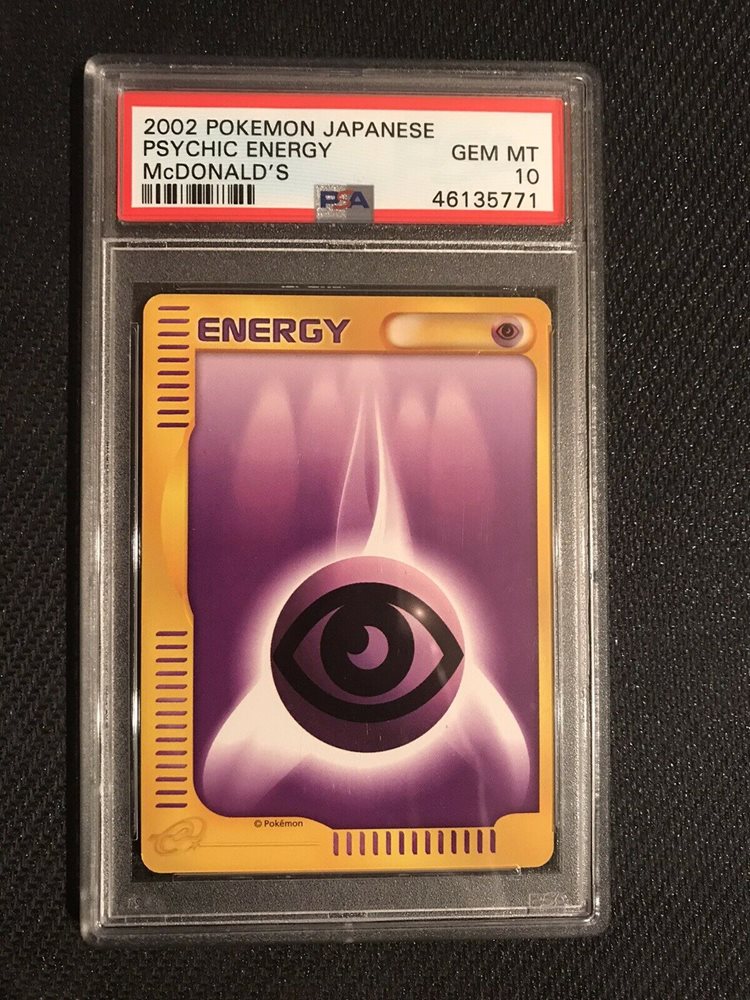 2002 POKEMON JAPANESE
PSYCHIC ENERGY GEM MT
McDONALD'S 10
PSA 46135771
ENERGY
© Pokémon